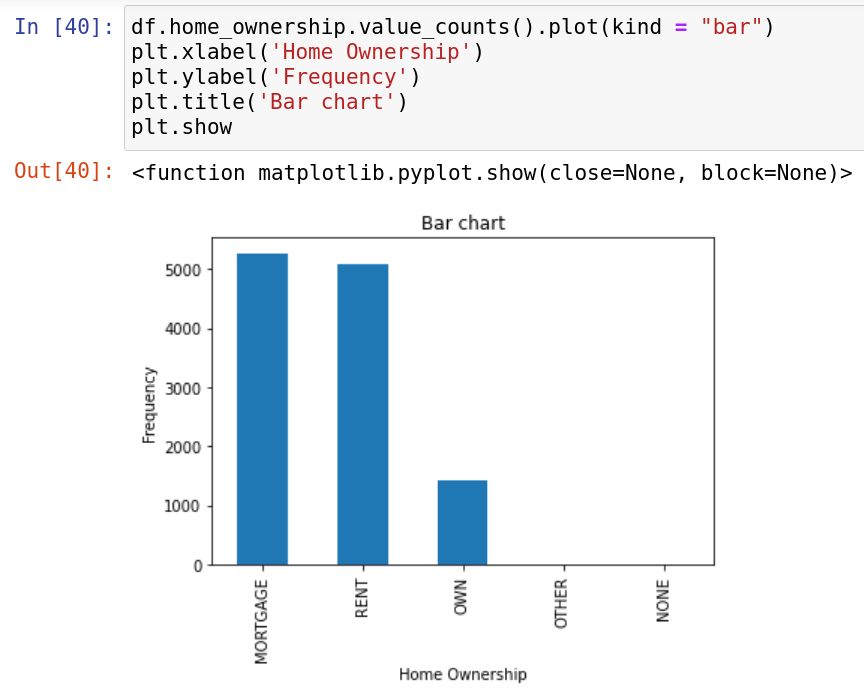 In [40]: df.home_ownership.value_counts().plot(kind = "bar")
plt.xlabel('Home Ownership')
plt.ylabel('Frequency')
plt.title('Bar chart')
plt.show
Out[40]: <function matplotlib.pyplot.show(close=None, block=None)>
Bar chart
5000
4000
3000
2000
1000
0
Frequency
MORTGAGE
RENT
OWN
OTHER
NONE
Home Ownership